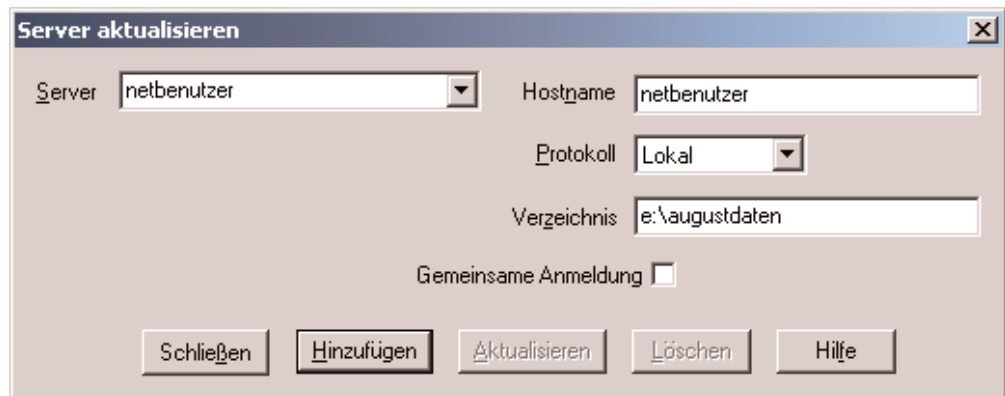 Server aktualisieren
Server netbenutzer Hostname netbenutzer
Protokoll Lokal
Verzeichnis e:\augustdaten
Gemeinsame Anmeldung
Schließen Hinzufügen Aktualisieren Löschen Hilfe